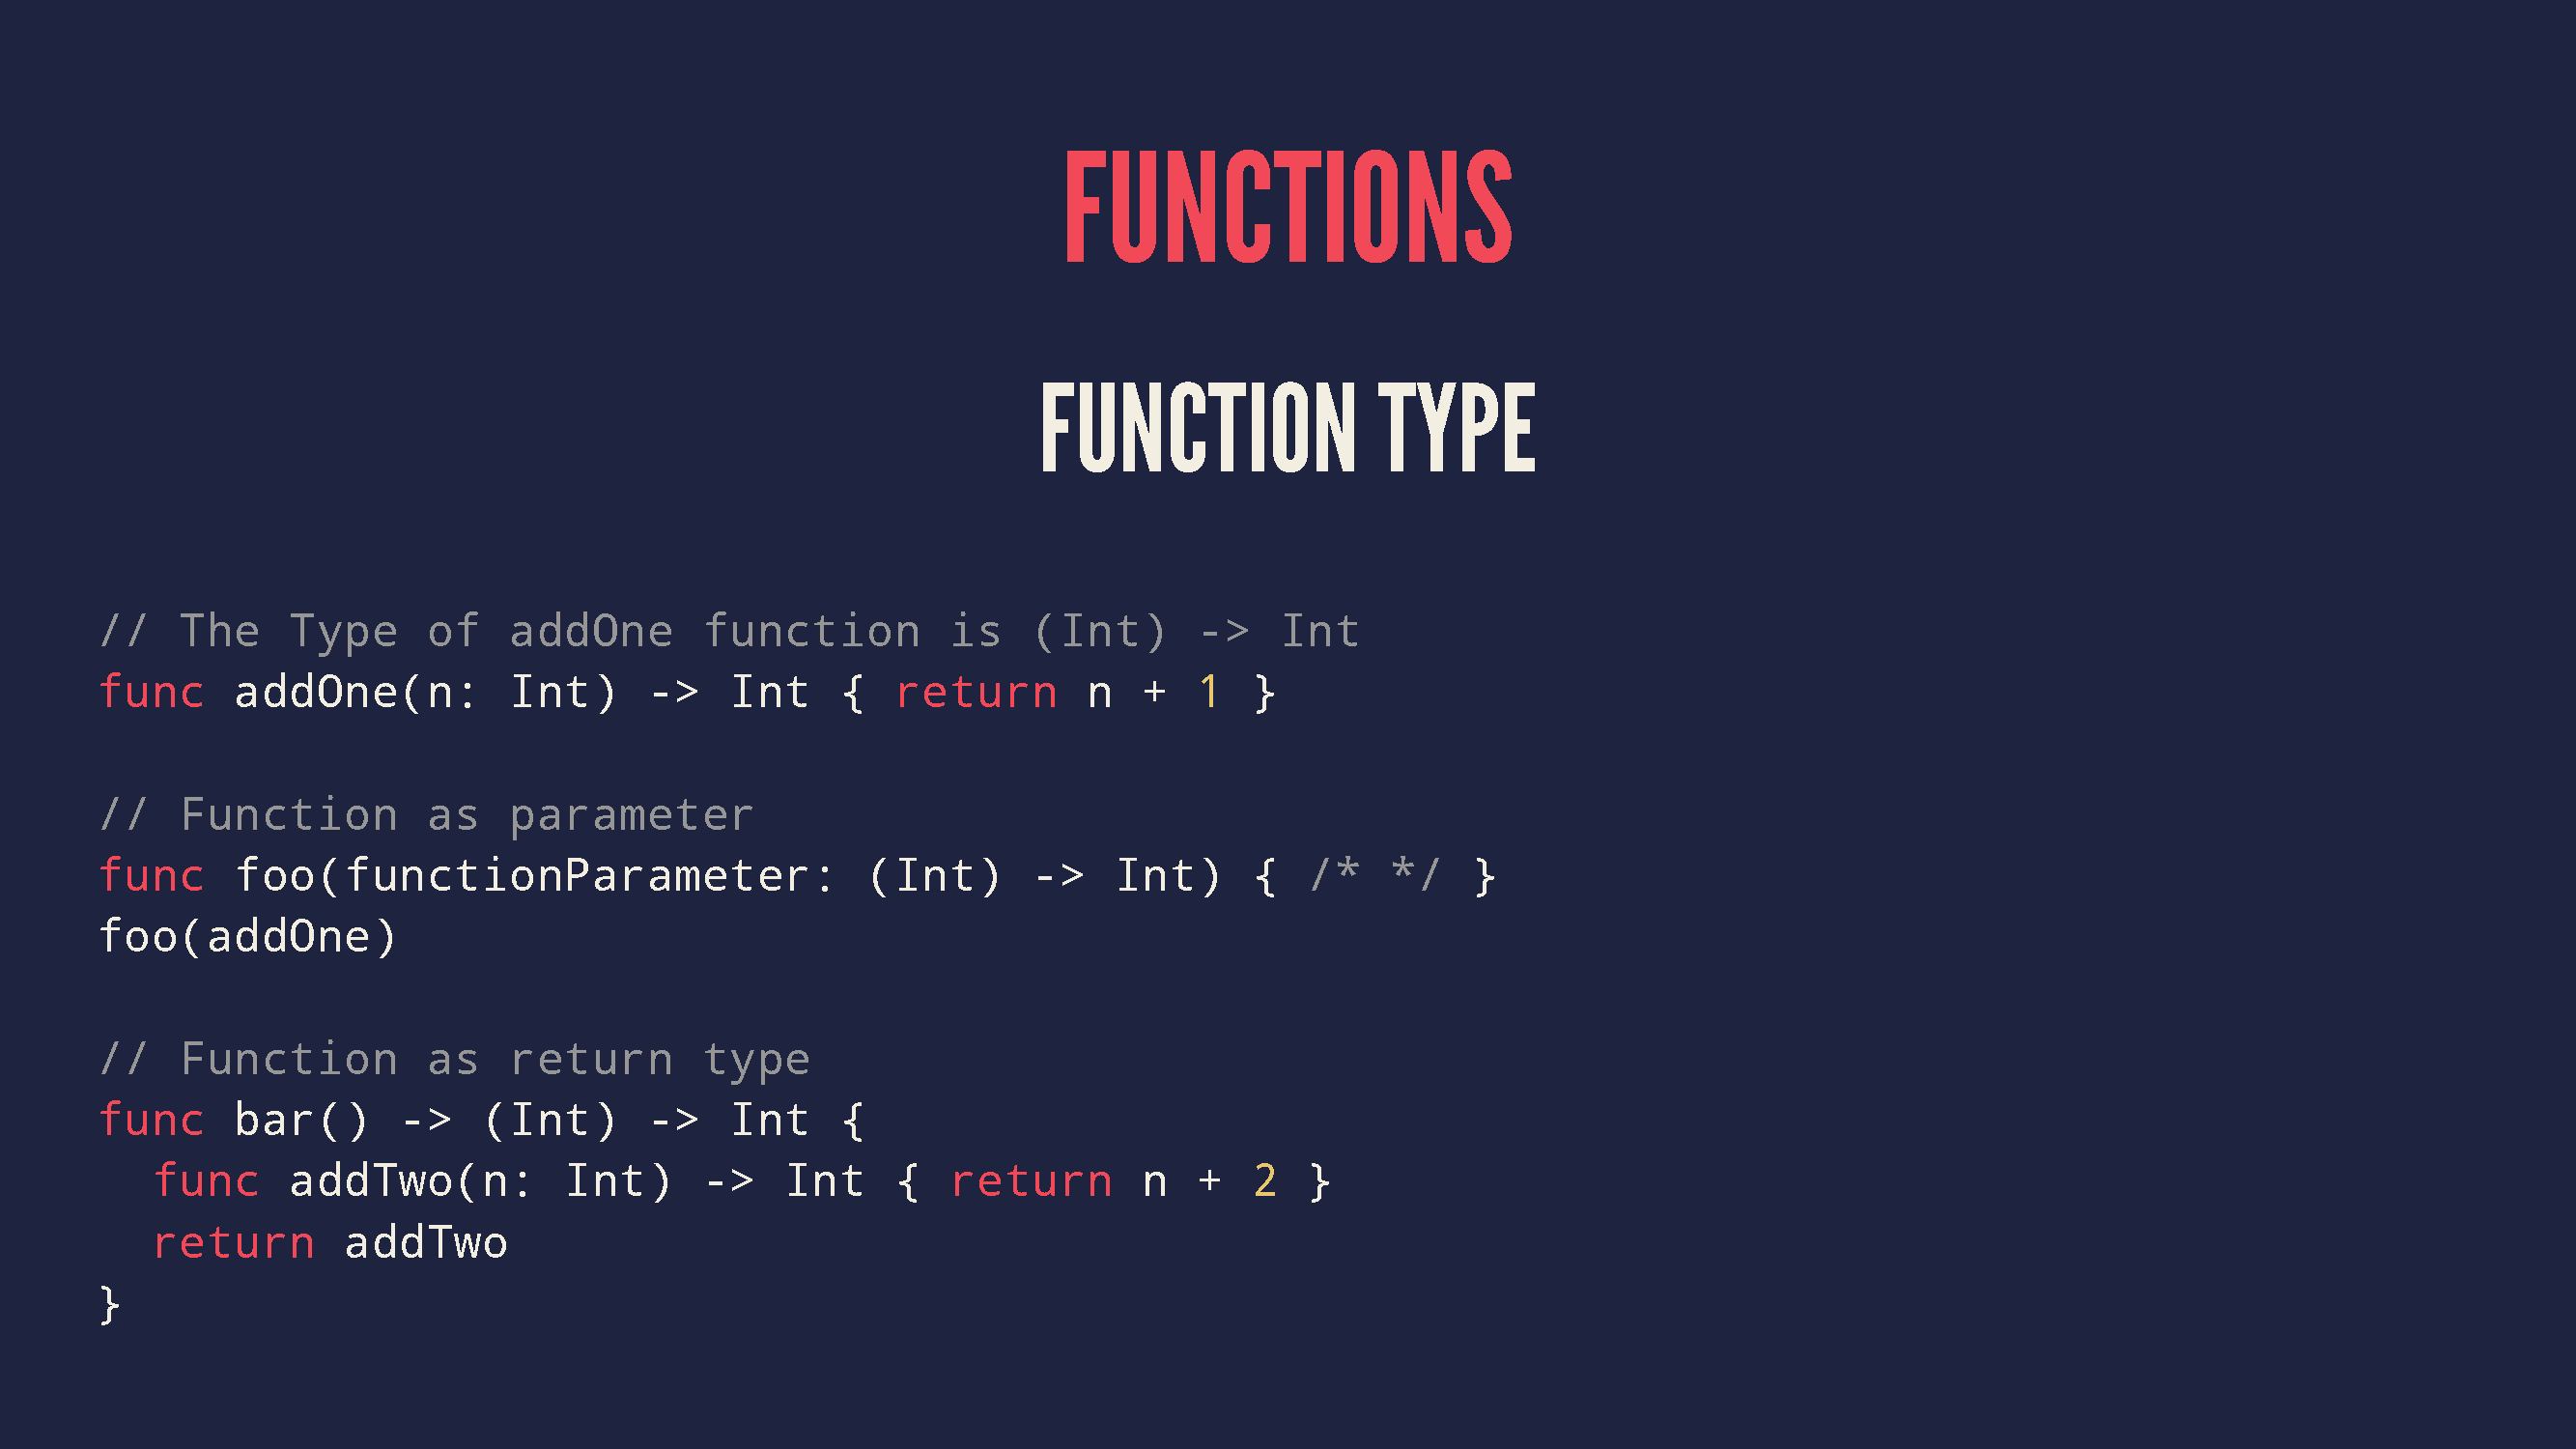 FUNCTIONS
FUNCTION TYPE
// The Type of addOne function is (Int) -> Int
func addOne(n: Int) -> Int { return n + 1 }
// Function as parameter
func foo(functionParameter: (Int) -> Int) { /* */ }
foo(addOne)
// Function as return type
func bar() -> (Int) -> Int {
  func addTwo(n: Int) -> Int { return n + 2 }
  return addTwo
}